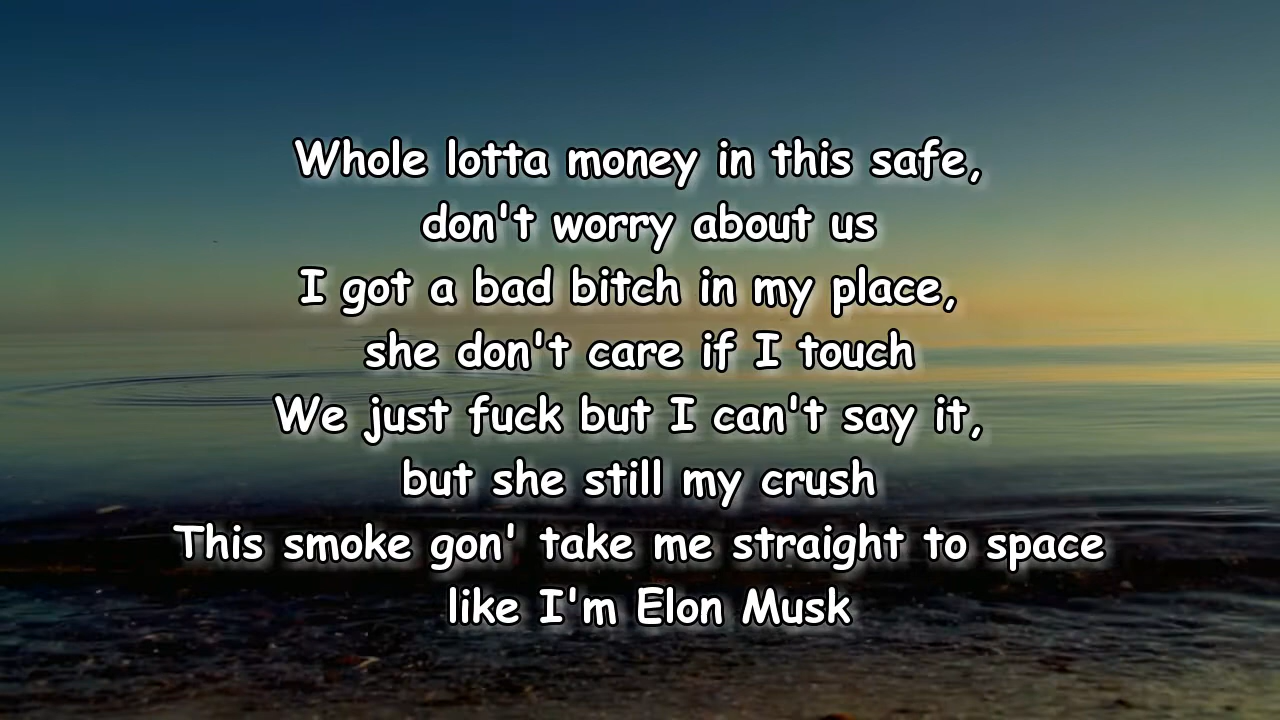 Whole lotta money in this safe,
don't worry about us
I got a bad bitch in my place,
she don't care if I touch
We just fuck but I can't say it,
but she still my crush
This smoke gon' take me straight to space
like I'm Elon Musk